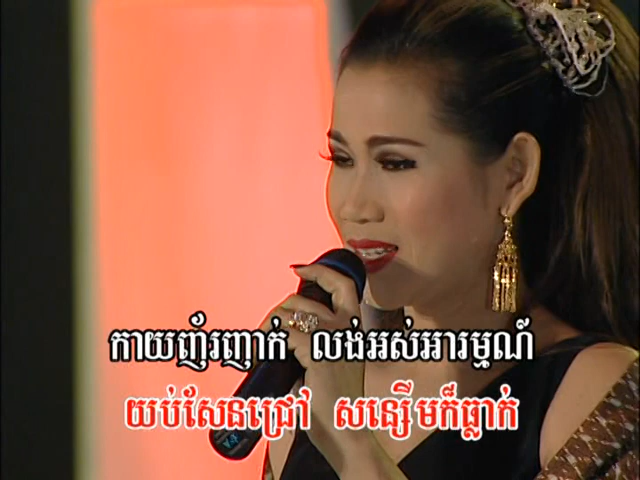 កាយញ័រញាក់ លង់អស់អារម្មណ៍
យប់សែនជ្រៅ សន្សើមក៏ធ្លាក់